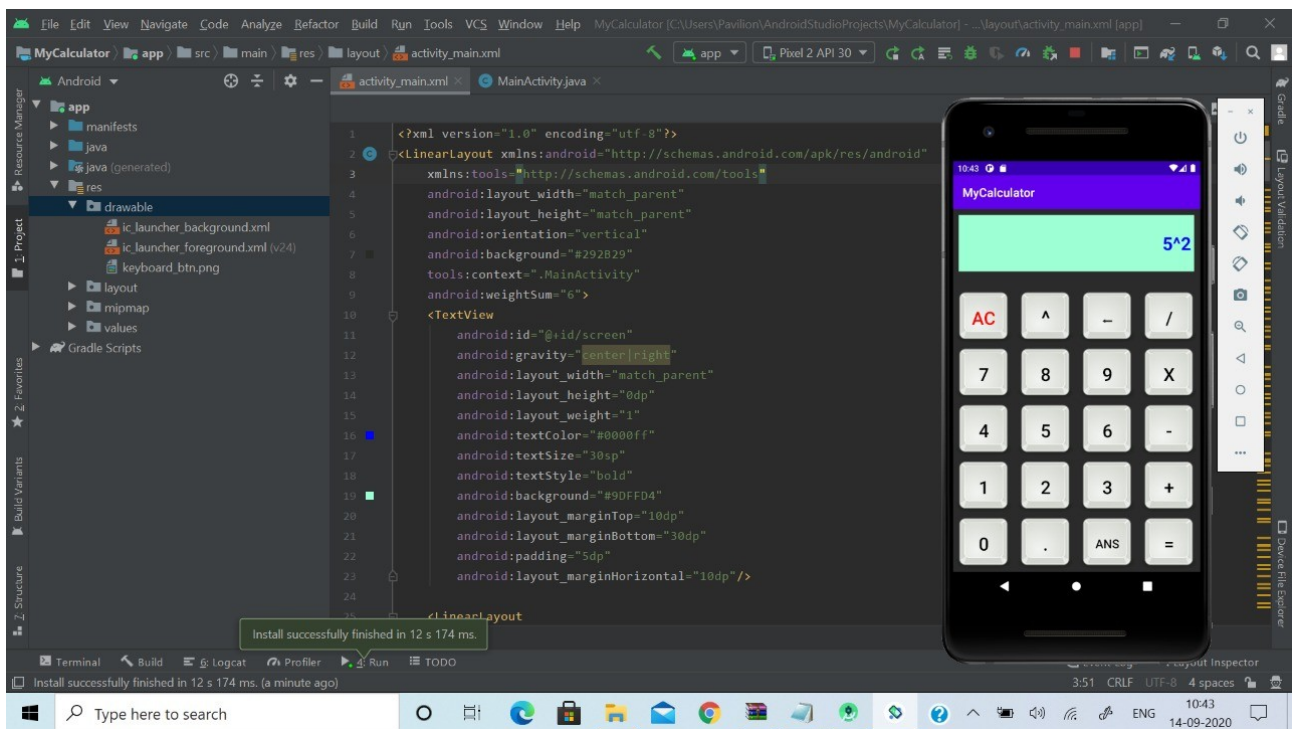 File Edit View Navigate Code Analyze Refactor Build Run Tools VCS Window Help MyCalculator [C:\Users\Pavilion\AndroidStudioProjects\MyCalculator] - ...\layout\activity_main.xml [app]
MyCalculator app src main res layout activity_main.xml app Pixel 2 API 30
Android activity_main.xml MainActivity.java
Resource Manager
1: Project
2: Favorites
Build Variants
7: Structure
app
manifests
java
java (generated)
res
drawable
ic_launcher_background.xml
ic_launcher_foreground.xml (v24)
keyboard_btn.png
layout
mipmap
values
Gradle Scripts
1 <?xml version="1.0" encoding="utf-8"?>
2 <LinearLayout xmlns:android="http://schemas.android.com/apk/res/android"
3 xmlns:tools="http://schemas.android.com/tools"
4 android:layout_width="match_parent"
5 android:layout_height="match_parent"
6 android:orientation="vertical"
7 android:background="#292B29"
8 tools:context=".MainActivity"
9 android:weightSum="6">
10 <TextView
11 android:id="@+id/screen"
12 android:gravity="center|right"
13 android:layout_width="match_parent"
14 android:layout_height="0dp"
15 android:layout_weight="1"
16 android:textColor="#0000ff"
17 android:textSize="30sp"
18 android:textStyle="bold"
19 android:background="#9DFFD4"
20 android:layout_marginTop="10dp"
21 android:layout_marginBottom="30dp"
22 android:padding="5dp"
23 android:layout_marginHorizontal="10dp"/>
24
25 <LinearLayout
10:43
MyCalculator
5^2
AC ^ ← /
7 8 9 X
4 5 6 -
1 2 3 +
0 . ANS =
Gradle
Layout Validation
Device File Explorer
Install successfully finished in 12 s 174 ms.
Terminal Build 6: Logcat Profiler 4: Run TODO Layout Inspector
Install successfully finished in 12 s 174 ms. (a minute ago) 3:51 CRLF UTF-8 4 spaces
Type here to search ENG 10:43
14-09-2020